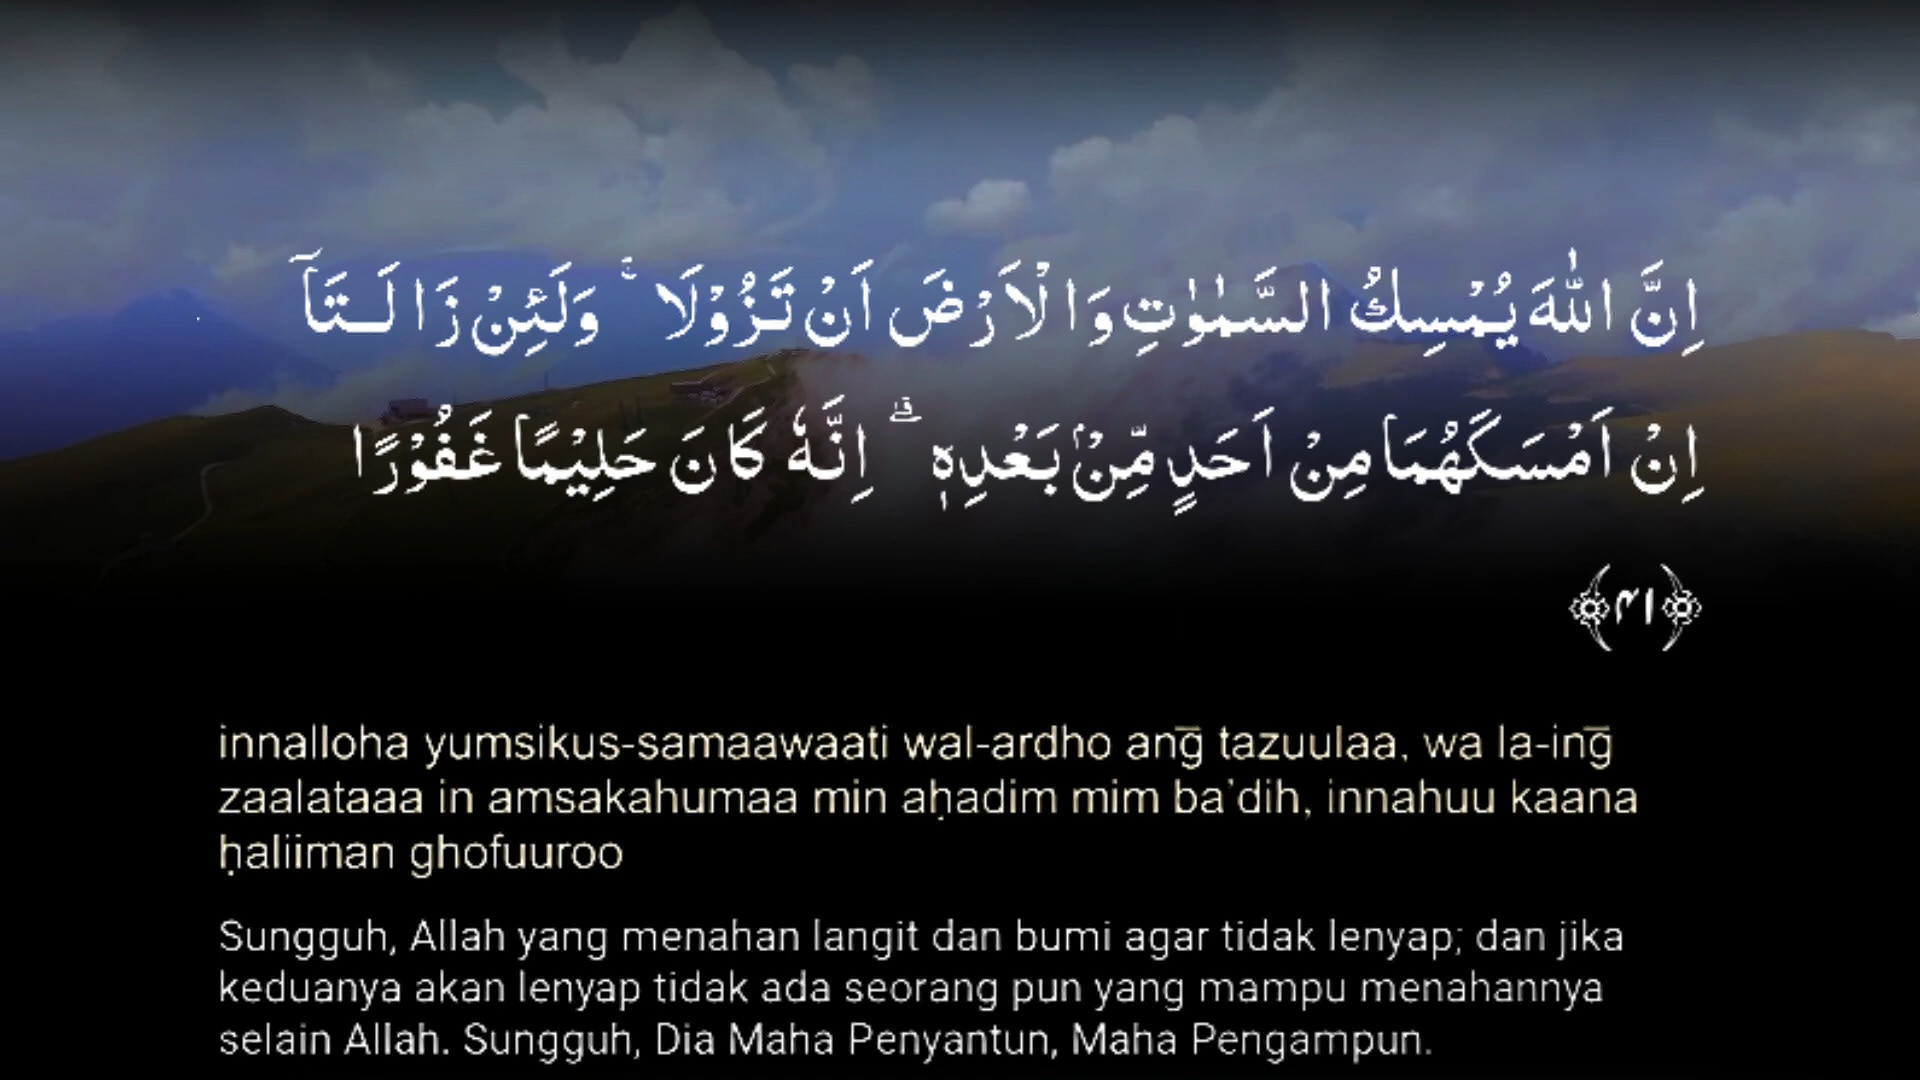 اِنَّ اللّٰهَ يُمْسِكُ السَّمٰوٰتِ وَالْاَرْضَ اَنْ تَزُوْلَا ۚ وَلَىِٕنْ زَالَتَآ
اِنْ اَمْسَكَهُمَا مِنْ اَحَدٍ مِّنْۢ بَعْدِهٖ ۗ اِنَّهٗ كَانَ حَلِيْمًا غَفُوْرًا
﴿٤١﴾
innalloha yumsikus-samaawaati wal-ardho ang̅ tazuulaa, wa la-ing̅
zaalataaa in amsakahumaa min aḥadim mim ba'dih, innahuu kaana
ḥaliiman ghofuuroo
Sungguh, Allah yang menahan langit dan bumi agar tidak lenyap; dan jika
keduanya akan lenyap tidak ada seorang pun yang mampu menahannya
selain Allah. Sungguh, Dia Maha Penyantun, Maha Pengampun.